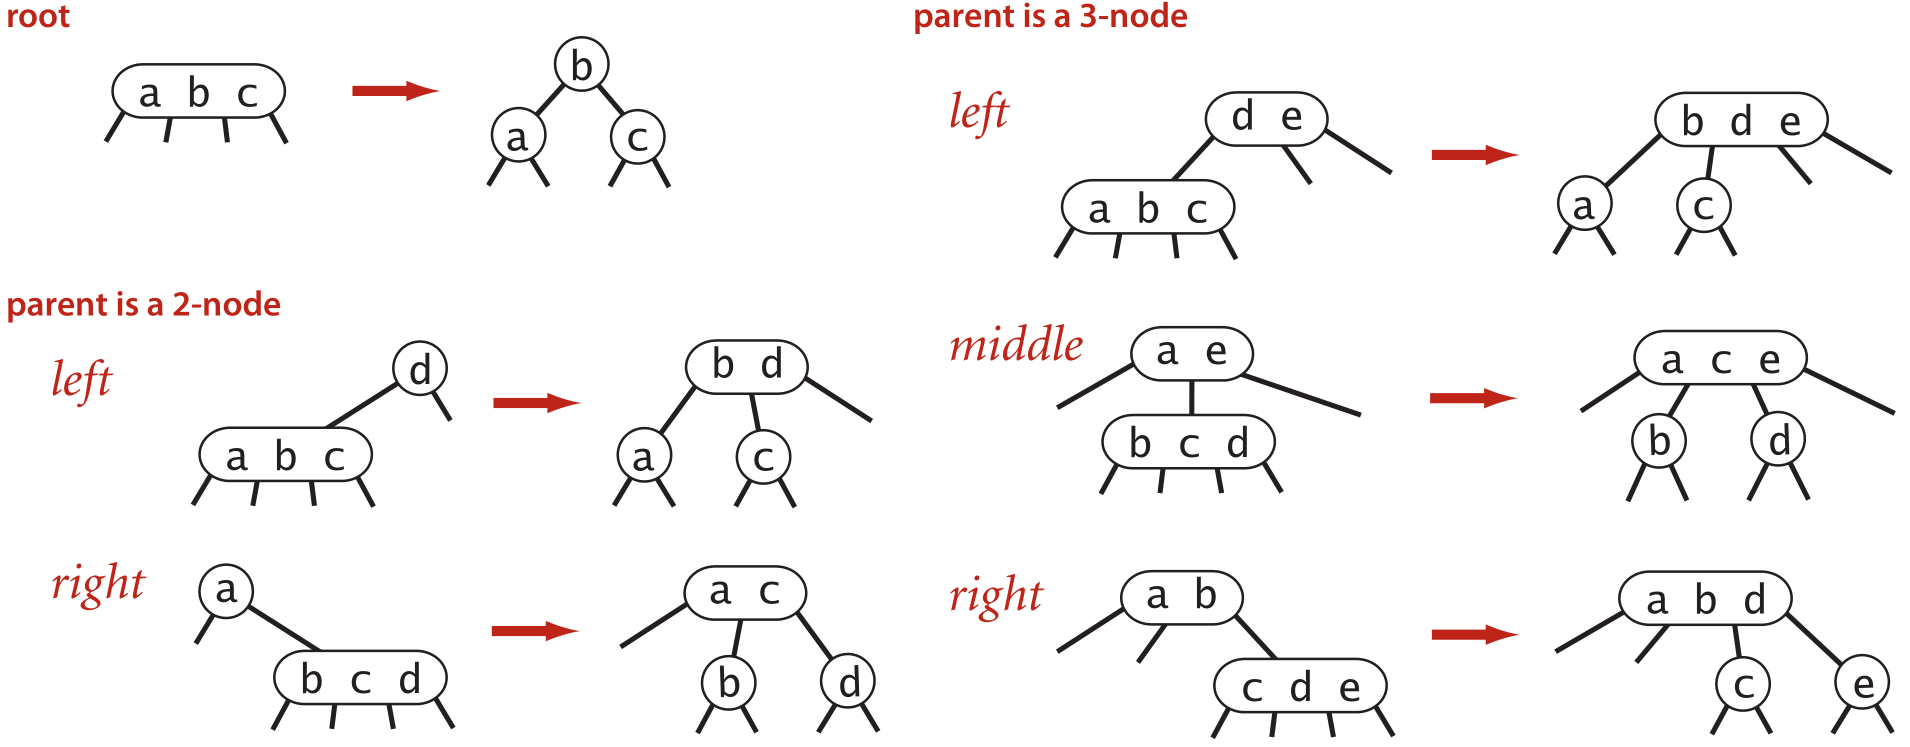 root
a b c
b
a
c
parent is a 2-node
left
d
a b c
b d
a
c
right
a
b c d
a c
b
d
parent is a 3-node
left
d e
a b c
b d e
a
c
middle
a e
b c d
a c e
b
d
right
a b
c d e
a b d
c
e